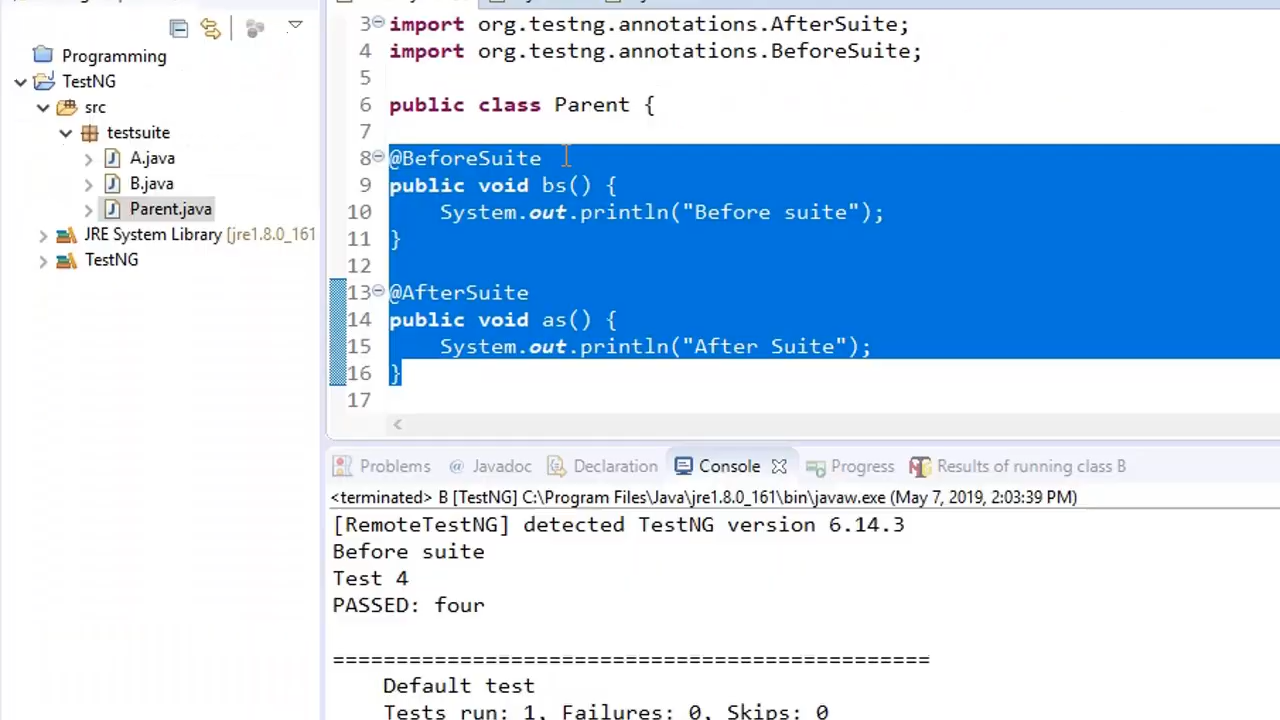 Programming
TestNG
src
testsuite
A.java
B.java
Parent.java
JRE System Library [jre1.8.0_161
TestNG
3 import org.testng.annotations.AfterSuite;
4 import org.testng.annotations.BeforeSuite;
5
6 public class Parent {
7
8 @BeforeSuite
9 public void bs() {
10 System.out.println("Before suite");
11 }
12
13 @AfterSuite
14 public void as() {
15 System.out.println("After Suite");
16 }
17
Problems @ Javadoc Declaration Console Progress Results of running class B
<terminated> B [TestNG] C:\Program Files\Java\jre1.8.0_161\bin\javaw.exe (May 7, 2019, 2:03:39 PM)
[RemoteTestNG] detected TestNG version 6.14.3
Before suite
Test 4
PASSED: four
===============================================
Default test
Tests run: 1, Failures: 0, Skips: 0